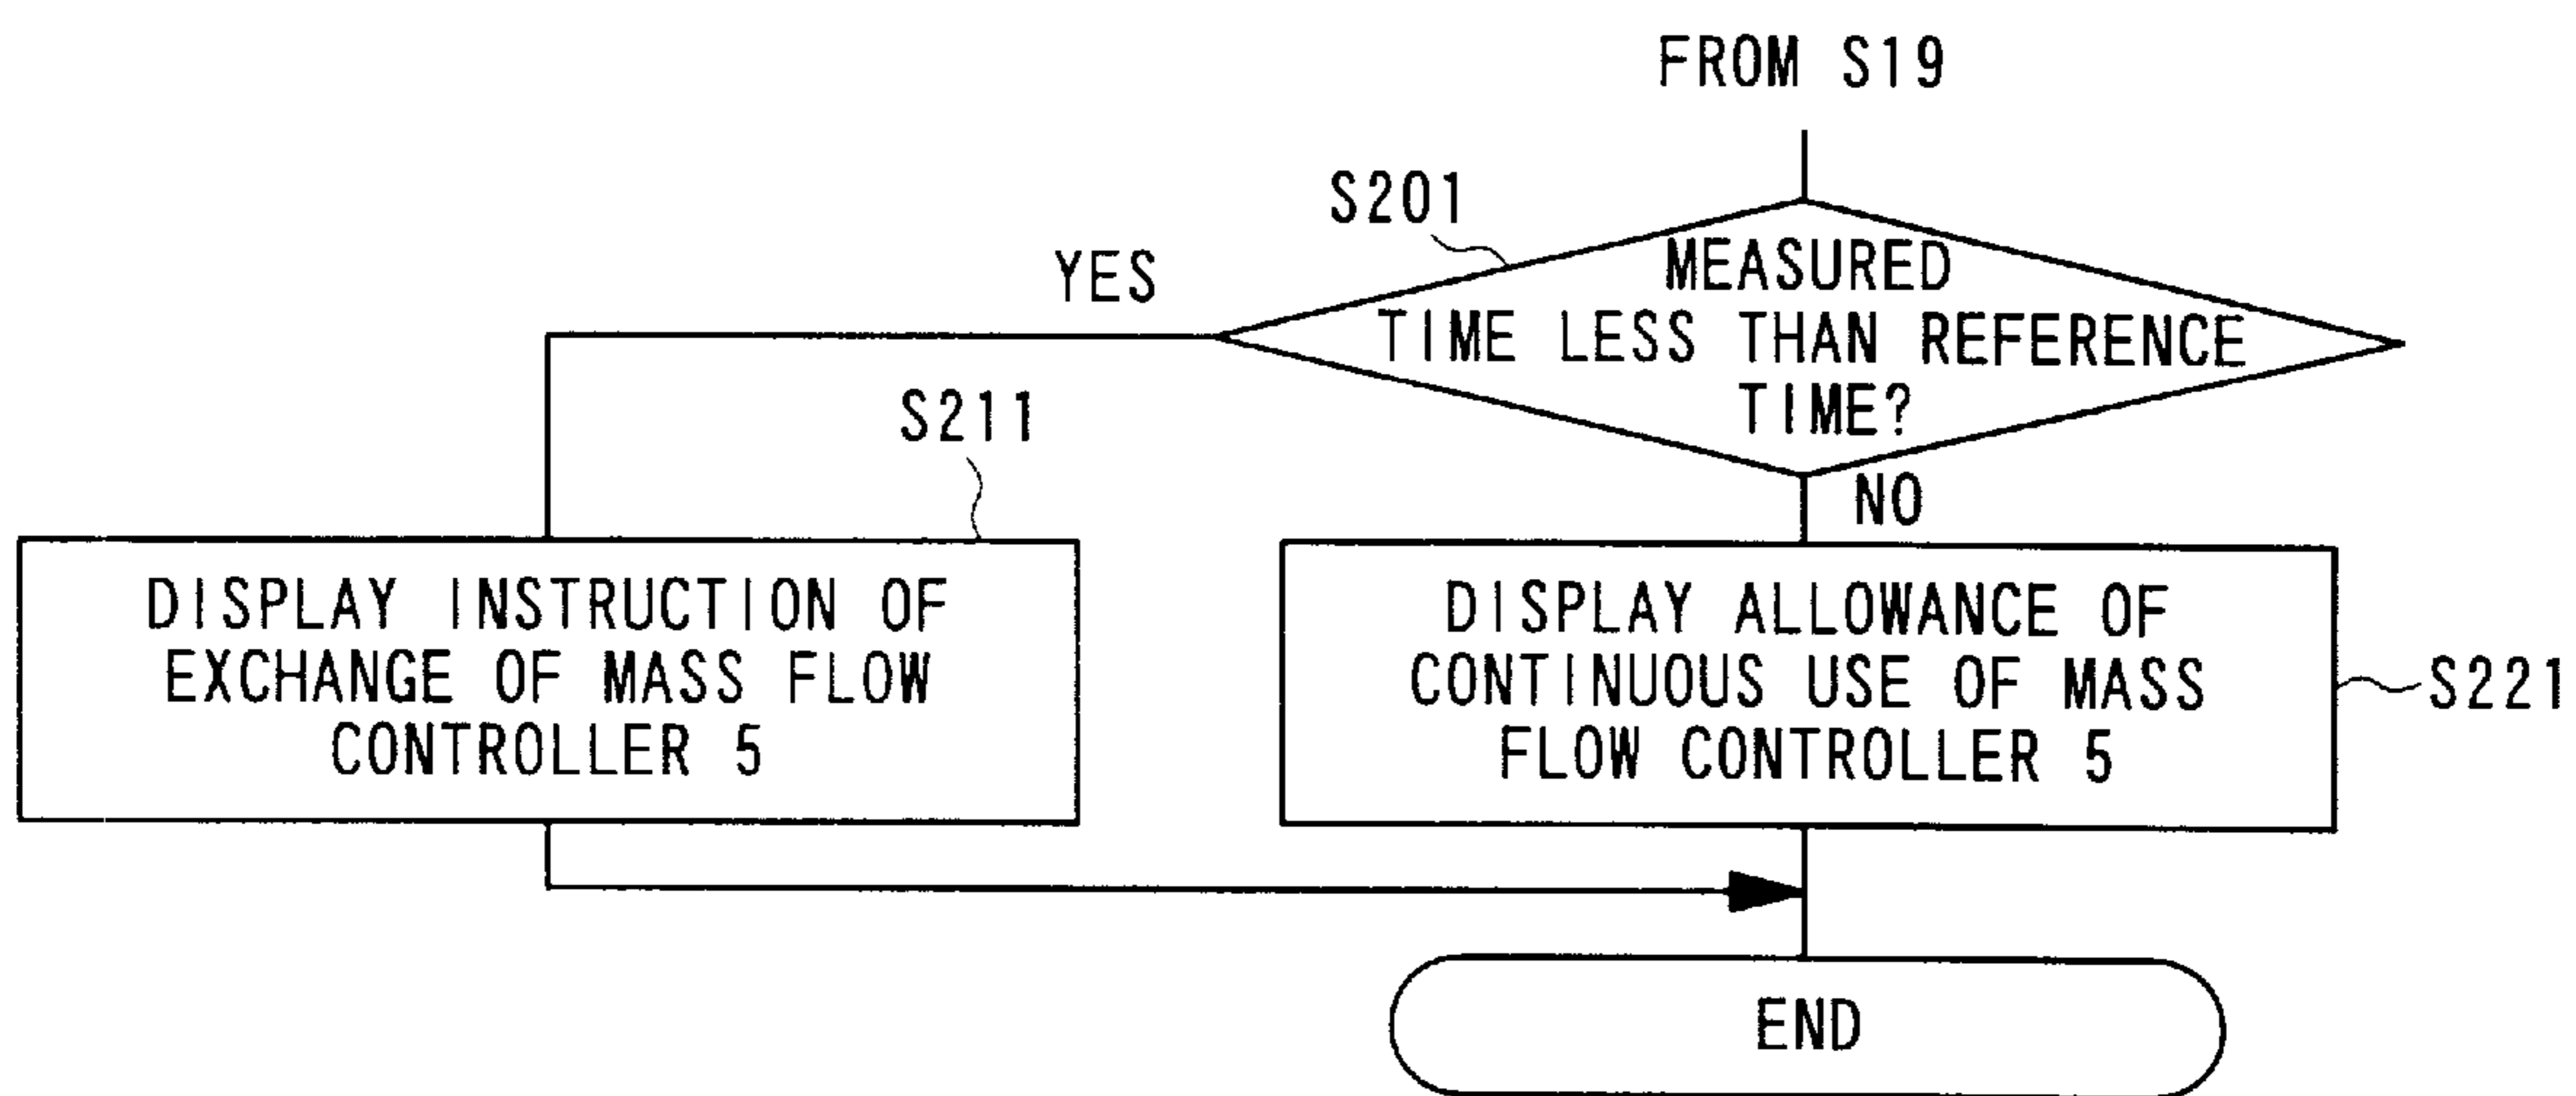 FROM S19
S201
MEASURED
TIME LESS THAN REFERENCE
TIME?
YES
NO
S211
DISPLAY INSTRUCTION OF
EXCHANGE OF MASS FLOW
CONTROLLER 5
DISPLAY ALLOWANCE OF
CONTINUOUS USE OF MASS
FLOW CONTROLLER 5
S221
END